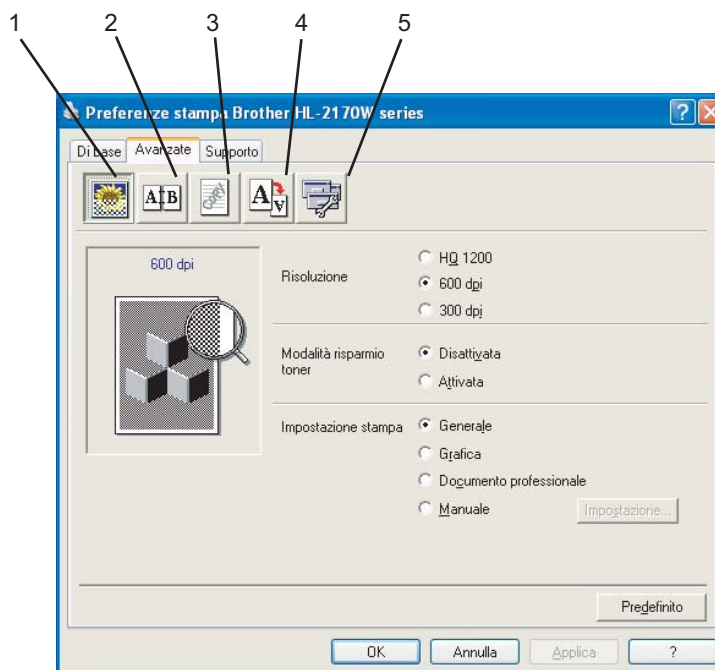 1 2 3 4 5
Preferenze stampa Brother HL-2170W series
Di base Avanzate Supporto
A B Copy A A
600 dpi
Risoluzione
HQ 1200
600 dpi
300 dpi
Modalità risparmio toner
Disattivata
Attivata
Impostazione stampa
Generale
Grafica
Documento professionale
Manuale Impostazione...
Predefinito
OK Annulla Applica ?